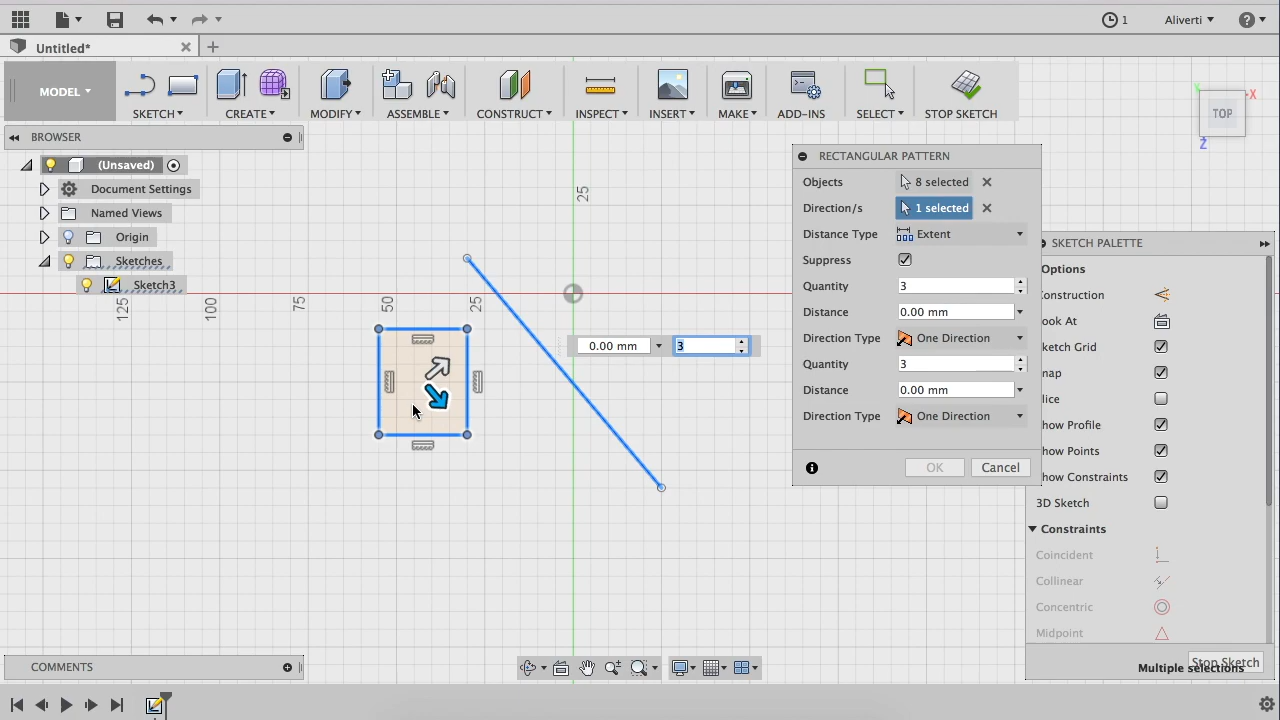 1 Aliverti ?
Untitled*
MODEL SKETCH CREATE MODIFY ASSEMBLE CONSTRUCT INSPECT INSERT MAKE ADD-INS SELECT STOP SKETCH
Y X TOP Z
BROWSER
(Unsaved)
Document Settings
Named Views
Origin
Sketches
Sketch3
25
125 100 75 50 25
0.00 mm 3
RECTANGULAR PATTERN
Objects 8 selected
Direction/s 1 selected
Distance Type Extent
Suppress
Quantity 3
Distance 0.00 mm
Direction Type One Direction
Quantity 3
Distance 0.00 mm
Direction Type One Direction
OK Cancel
SKETCH PALETTE
Options
Construction
ook At
ketch Grid
nap
lice
how Profile
how Points
how Constraints
3D Sketch
Constraints
Coincident
Collinear
Concentric
Midpoint
Multiple selections
Stop Sketch
COMMENTS